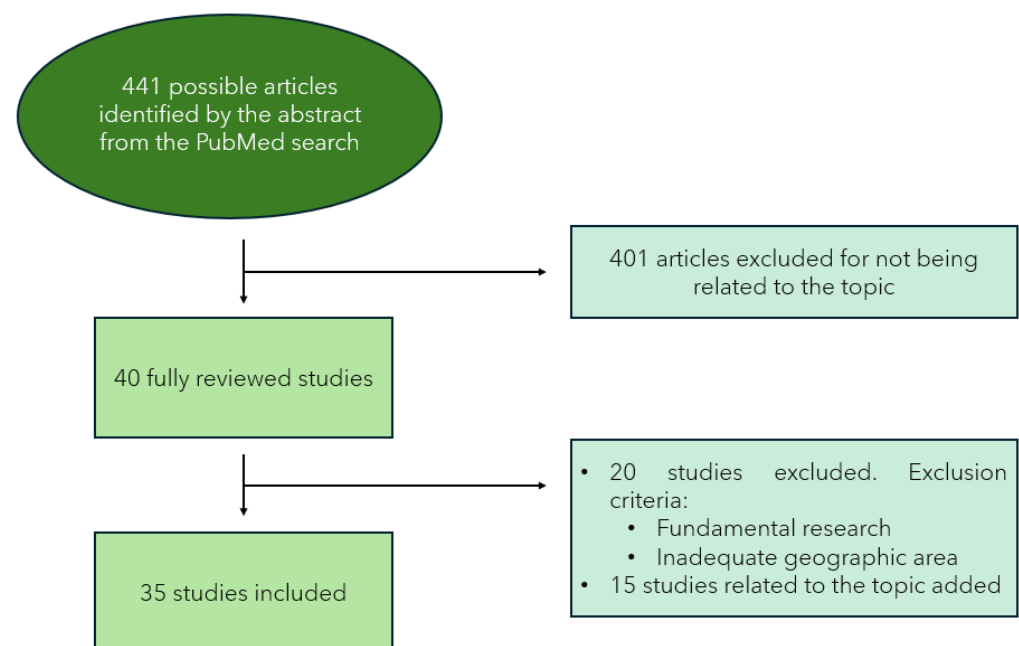 441 possible articles
identified by the abstract
from the PubMed search
401 articles excluded for not being
related to the topic
40 fully reviewed studies
• 20 studies excluded. Exclusion
criteria:
• Fundamental research
• Inadequate geographic area
• 15 studies related to the topic added
35 studies included